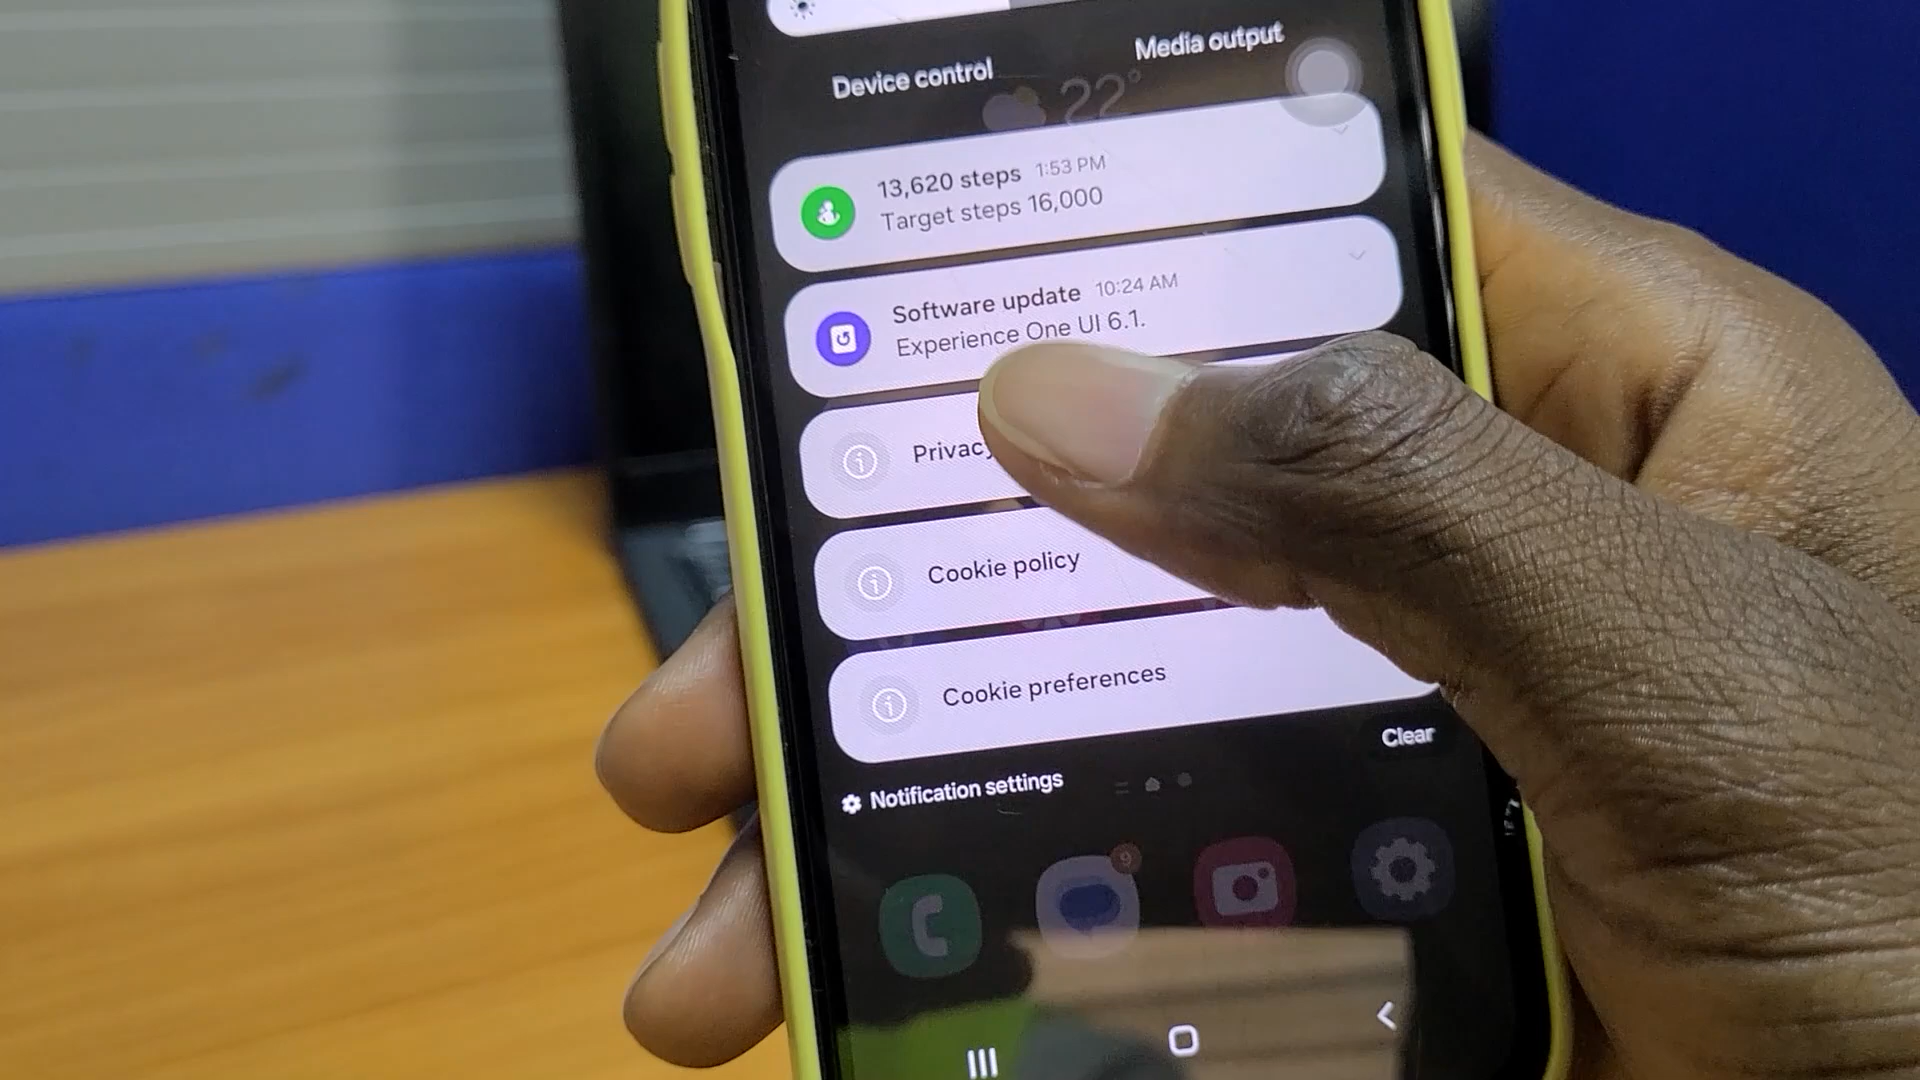 Media output
Device control
22°
13,620 steps 1:53 PM
Target steps 16,000
Software update 10:24 AM
Experience One UI 6.1.
Privacy
Cookie policy
Cookie preferences
Clear
Notification settings
9